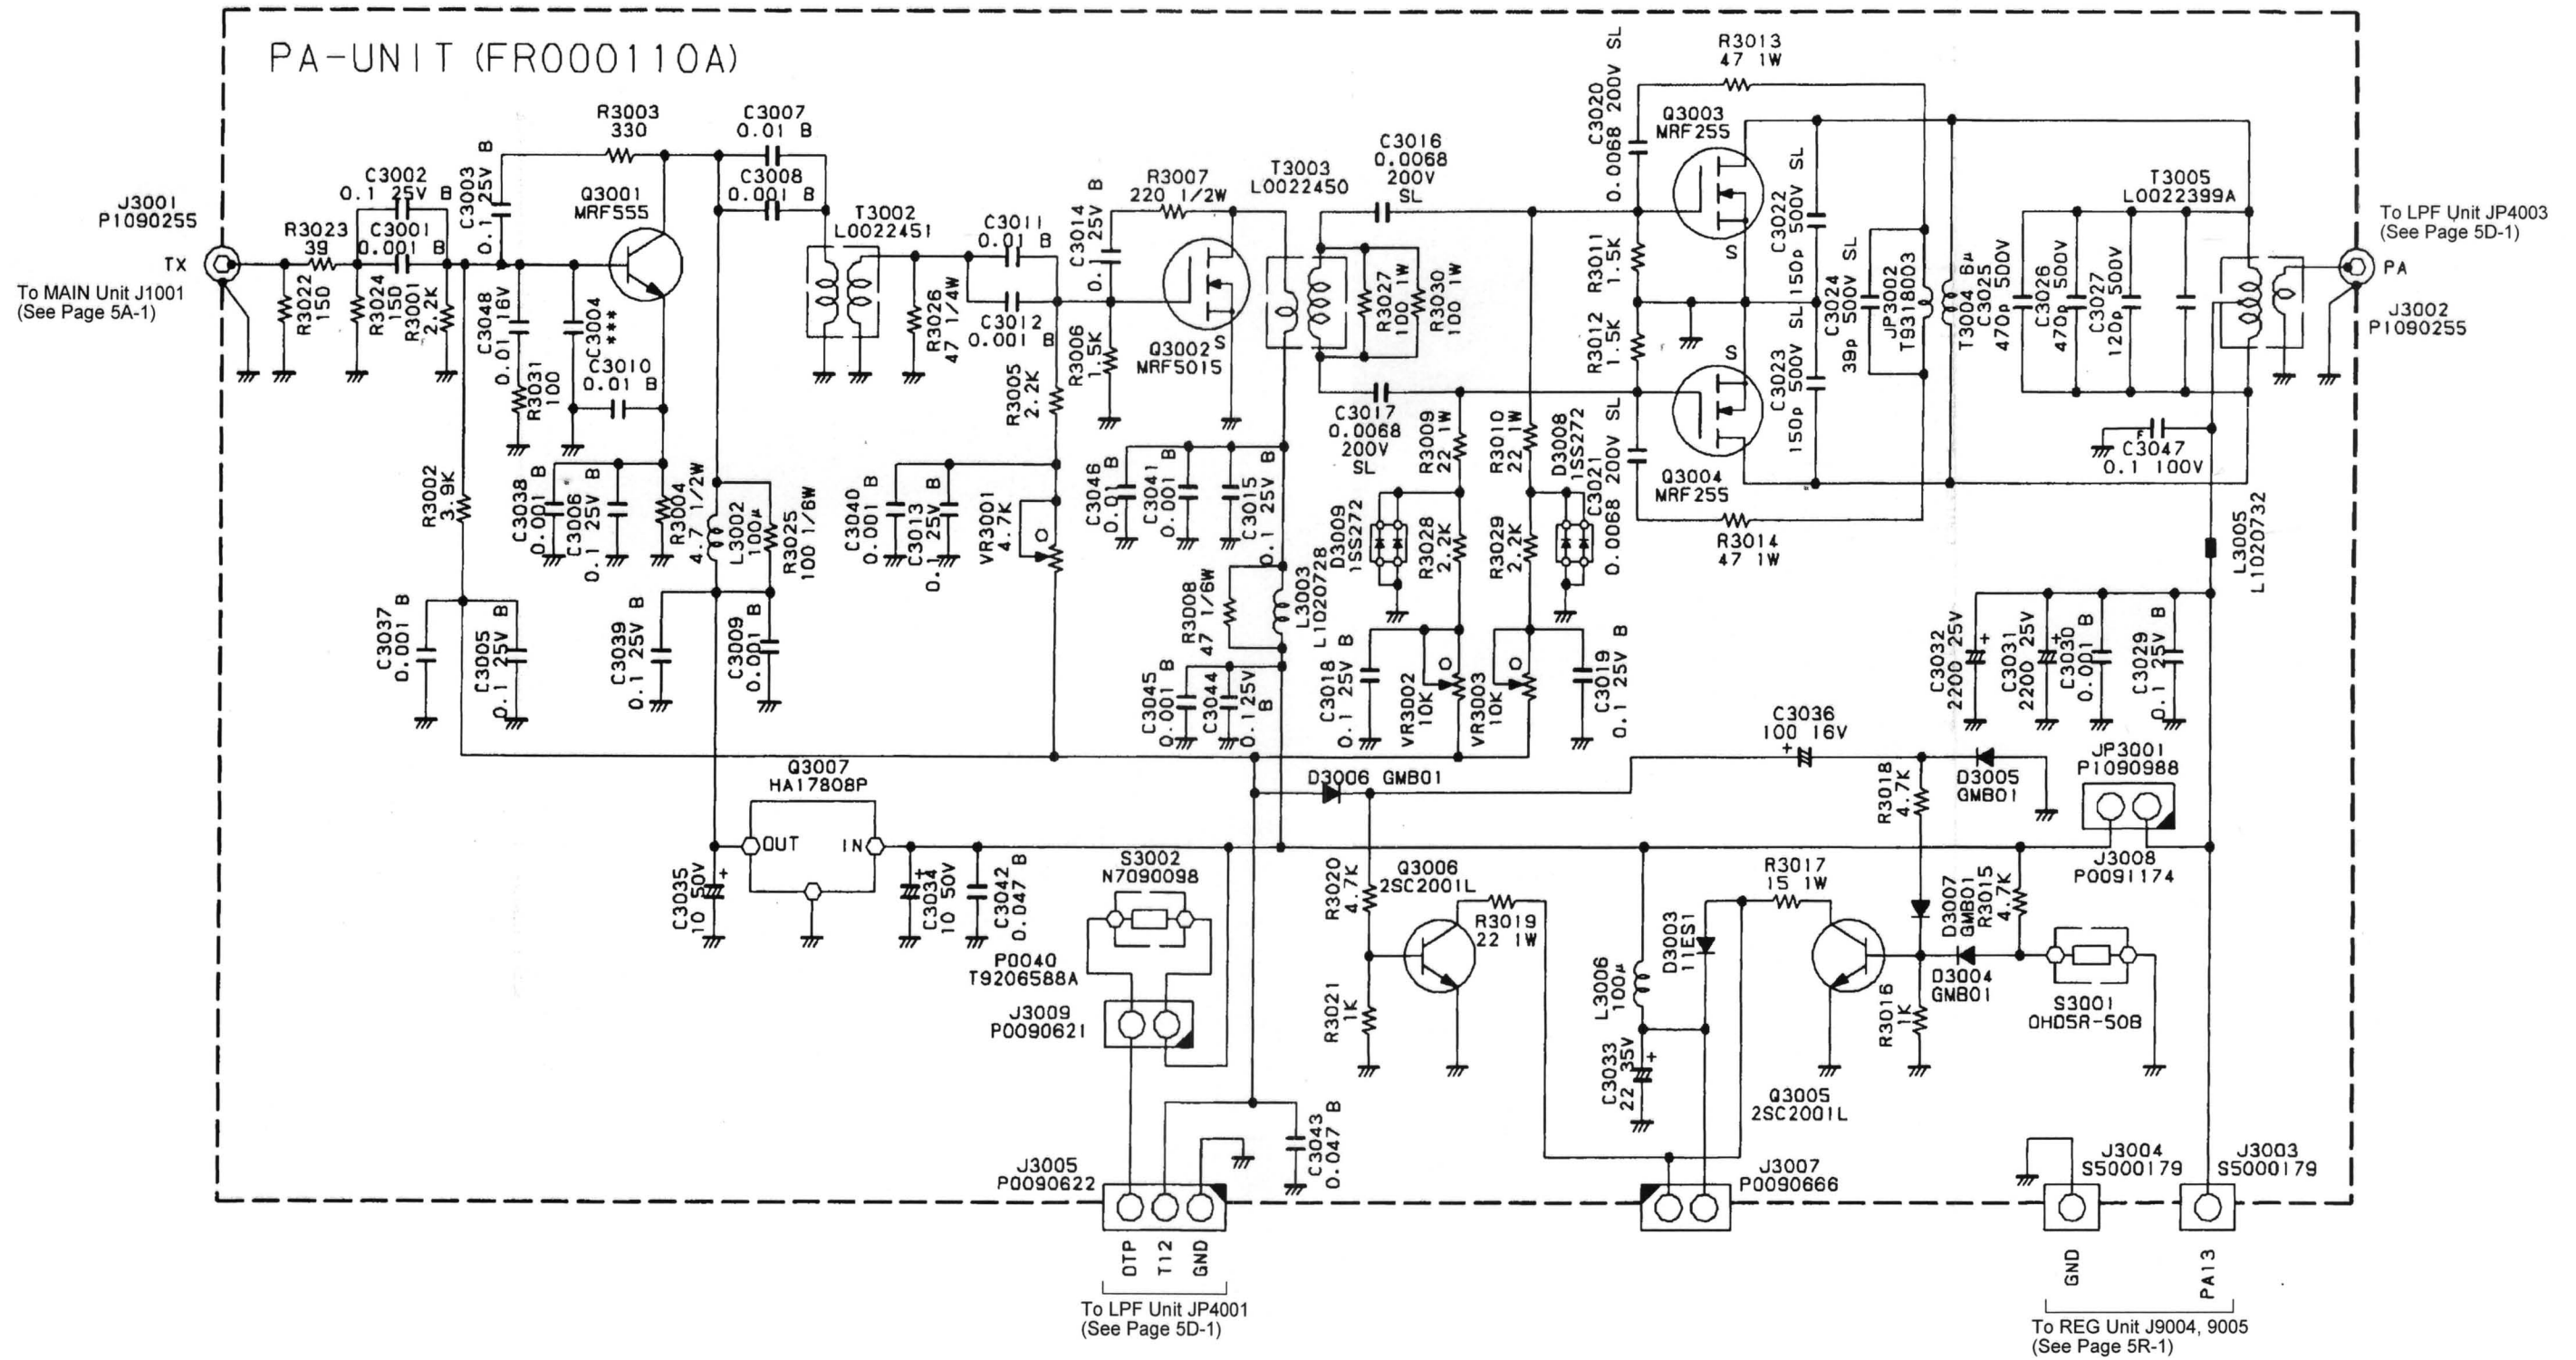 PA-UNIT (FR000110A)
J3001
P1090255
TX
To MAIN Unit J1001
(See Page 5A-1)
R3023
39
R3022
150
C3002
0.1 25V B
C3001
0.001 B
R3024
150
R3001
2.2K
C3003
0.1 25V B
R3003
330
Q3001
MRF555
C3048
0.01 16V
R3031
100
C3004
***
C3010
0.01 B
C3007
0.01 B
C3008
0.001 B
T3002
L0022451
R3026
47 1/4W
C3011
0.01 B
C3012
0.001 B
R3005
2.2K
R3006
1.5K
C3014
0.1 25V B
R3007
220 1/2W
Q3002
MRF5015
S
T3003
L0022450
C3016
0.0068
200V
SL
R3027
100 1W
R3030
100 1W
C3017
0.0068
200V
SL
C3020
0.0068 200V SL
R3013
47 1W
Q3003
MRF255
S
R3011
1.5K
R3012
1.5K
S
Q3004
MRF255
C3021
0.0068 200V SL
R3014
47 1W
C3022
150p 500V SL
C3023
150p 500V SL
C3024
39p 500V SL
JP3002
T9318003
T3004 6µ
C3025
470p 500V
C3026
470p 500V
C3027
120p 500V
T3005
L0022399A
To LPF Unit JP4003
(See Page 5D-1)
PA
J3002
P1090255
F
C3047
0.1 100V
L3005
L1020732
R3002
3.9K
C3037
0.001 B
C3005
0.1 25V B
C3038
0.001 B
C3006
0.1 25V B
R3004
4.7 1/2W
L3002
100µ
R3025
100 1/6W
C3039
0.1 25V B
C3009
0.001 B
C3040
0.001 B
C3013
0.1 25V B
VR3001
4.7K
C3046
0.01 B
C3041
0.001 B
C3015
0.1 25V B
R3008
47 1/6W
L3003
L1020728
C3045
0.001 B
C3044
0.1 25V B
R3009
22 1W
R3010
22 1W
D3009
1SS272
R3028
2.2K
R3029
2.2K
D3008
1SS272
C3018
0.1 25V B
VR3002
10K
VR3003
10K
C3019
0.1 25V B
C3032
2200 25V
C3031
2200 25V
C3030
0.001 B
C3029
0.1 25V B
C3036
100 16V
Q3007
HA17808P
OUT
IN
C3035
10 50V
C3034
10 50V
C3042
0.047 B
D3006 GMB01
R3018
4.7K
D3005
GMB01
JP3001
P1090988
J3008
P0091174
S3002
N7090098
P0040
T9206588A
J3009
P0090621
R3020
4.7K
R3021
1K
Q3006
2SC2001L
R3019
22 1W
L3006
100µ
D3003
11ES1
C3033
22 35V
R3017
15 1W
Q3005
2SC2001L
D3007
GMB01
R3015
4.7K
D3004
GMB01
R3016
1K
S3001
OHD5R-50B
C3043
0.047 B
J3005
P0090622
DTP
T12
GND
To LPF Unit JP4001
(See Page 5D-1)
J3007
P0090666
J3004
S5000179
J3003
S5000179
GND
PA13
To REG Unit J9004, 9005
(See Page 5R-1)